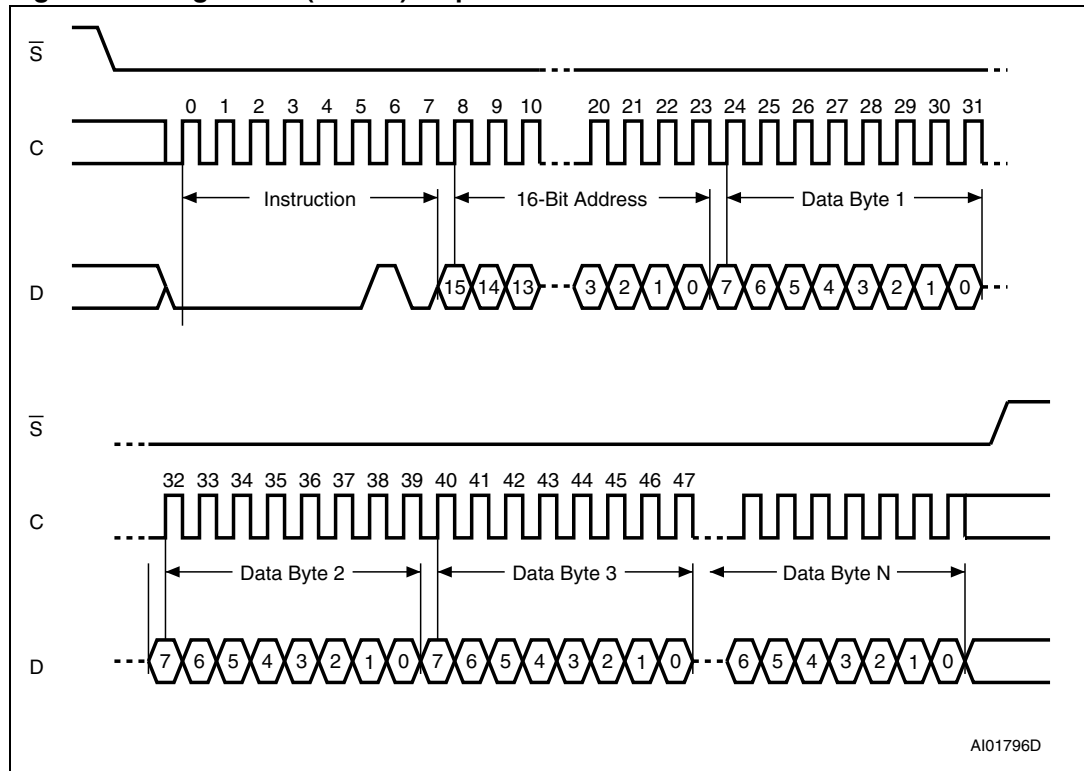 S
0 1 2 3 4 5 6 7 8 9 10 20 21 22 23 24 25 26 27 28 29 30 31
C
Instruction 16-Bit Address Data Byte 1
D 15 14 13 3 2 1 0 7 6 5 4 3 2 1 0
S
32 33 34 35 36 37 38 39 40 41 42 43 44 45 46 47
C
Data Byte 2 Data Byte 3 Data Byte N
D 7 6 5 4 3 2 1 0 7 6 5 4 3 2 1 0 6 5 4 3 2 1 0
AI01796D